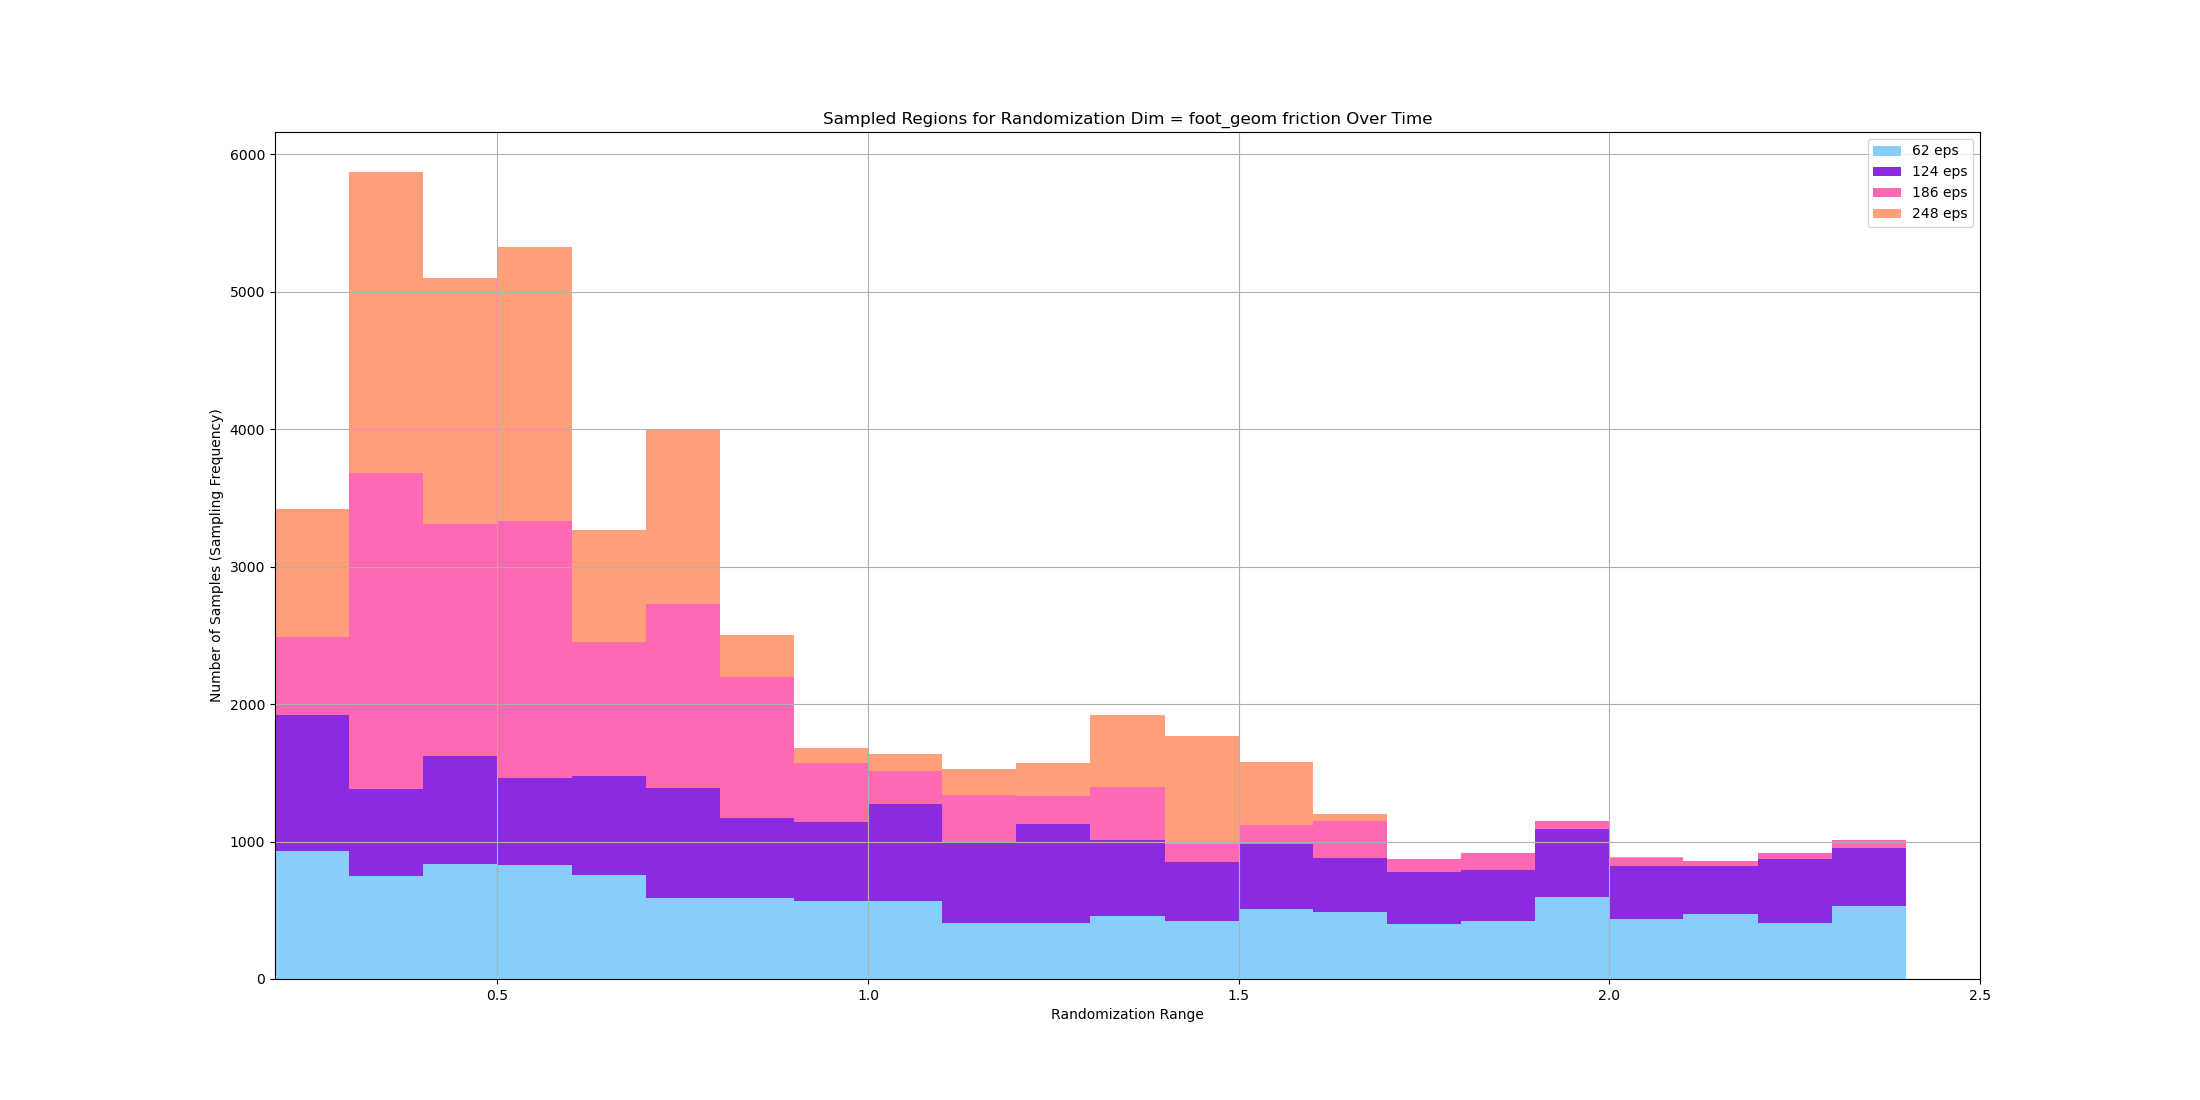 Sampled Regions for Randomization Dim = foot_geom friction Over Time
62 eps
124 eps
186 eps
248 eps
Number of Samples (Sampling Frequency)
6000
5000
4000
3000
2000
1000
0
0.5
1.0
1.5
2.0
2.5
Randomization Range